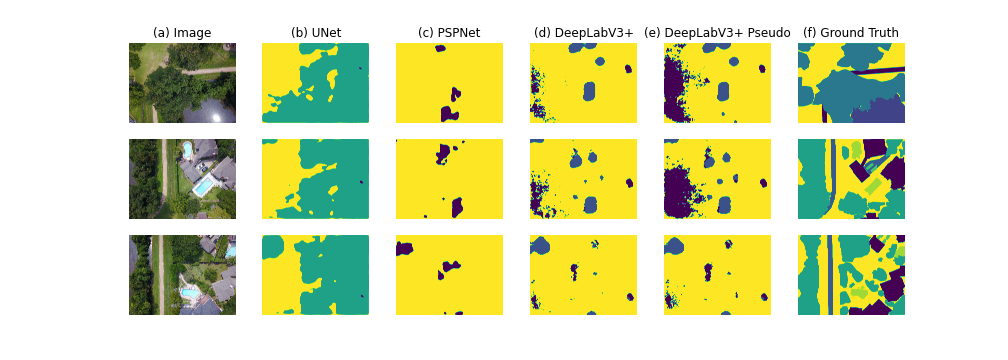 (a) Image
(b) UNet
(c) PSPNet
(d) DeepLabV3+
(e) DeepLabV3+ Pseudo
(f) Ground Truth